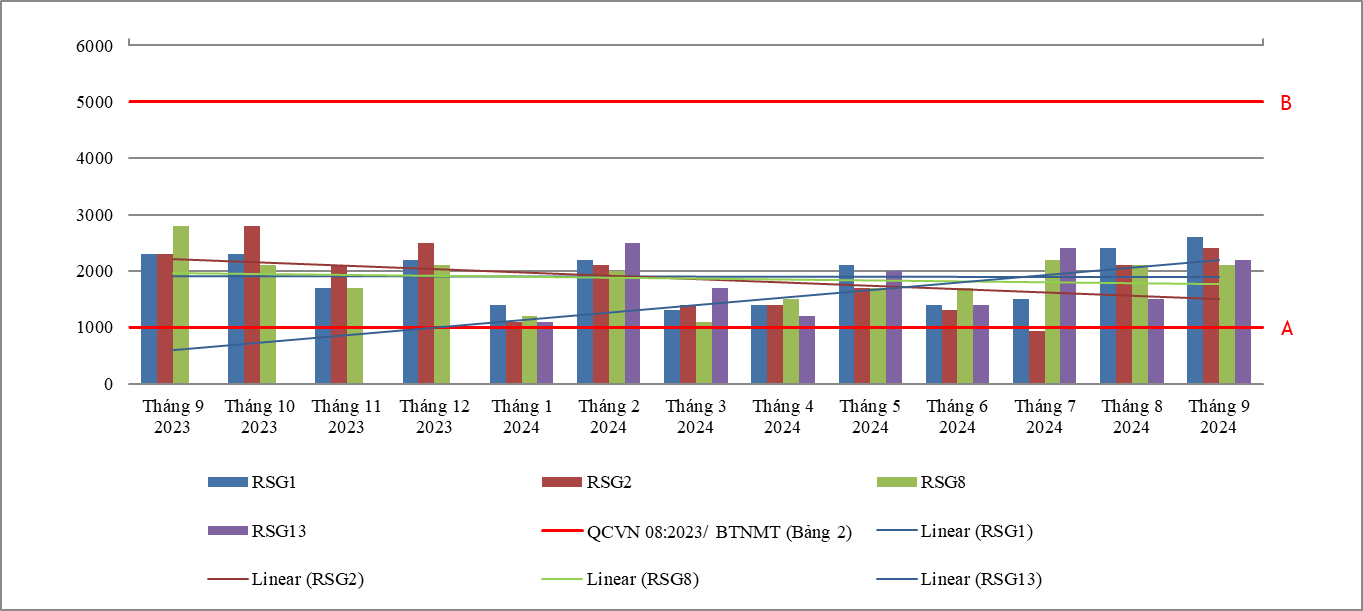 6000
5000
B
4000
3000
2000
1000
A
0
Tháng 9 2023
Tháng 10 2023
Tháng 11 2023
Tháng 12 2023
Tháng 1 2024
Tháng 2 2024
Tháng 3 2024
Tháng 4 2024
Tháng 5 2024
Tháng 6 2024
Tháng 7 2024
Tháng 8 2024
Tháng 9 2024
RSG1
RSG2
RSG8
RSG13
QCVN 08:2023/ BTNMT (Bảng 2)
Linear (RSG1)
Linear (RSG2)
Linear (RSG8)
Linear (RSG13)